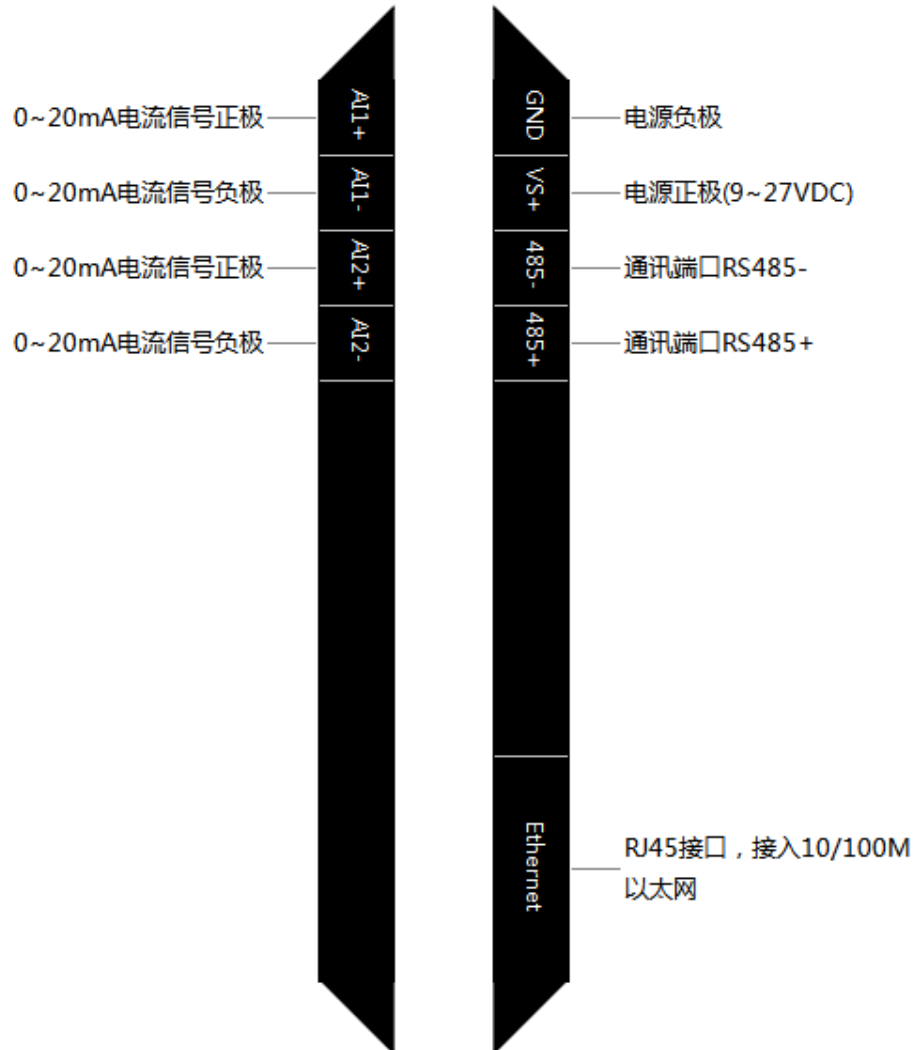 0~20mA电流信号正极
AI1+
GND
电源负极
0~20mA电流信号负极
AI1-
VS+
电源正极(9~27VDC)
0~20mA电流信号正极
AI2+
485-
通讯端口RS485-
0~20mA电流信号负极
AI2-
485+
通讯端口RS485+
Ethernet
RJ45接口，接入10/100M
以太网